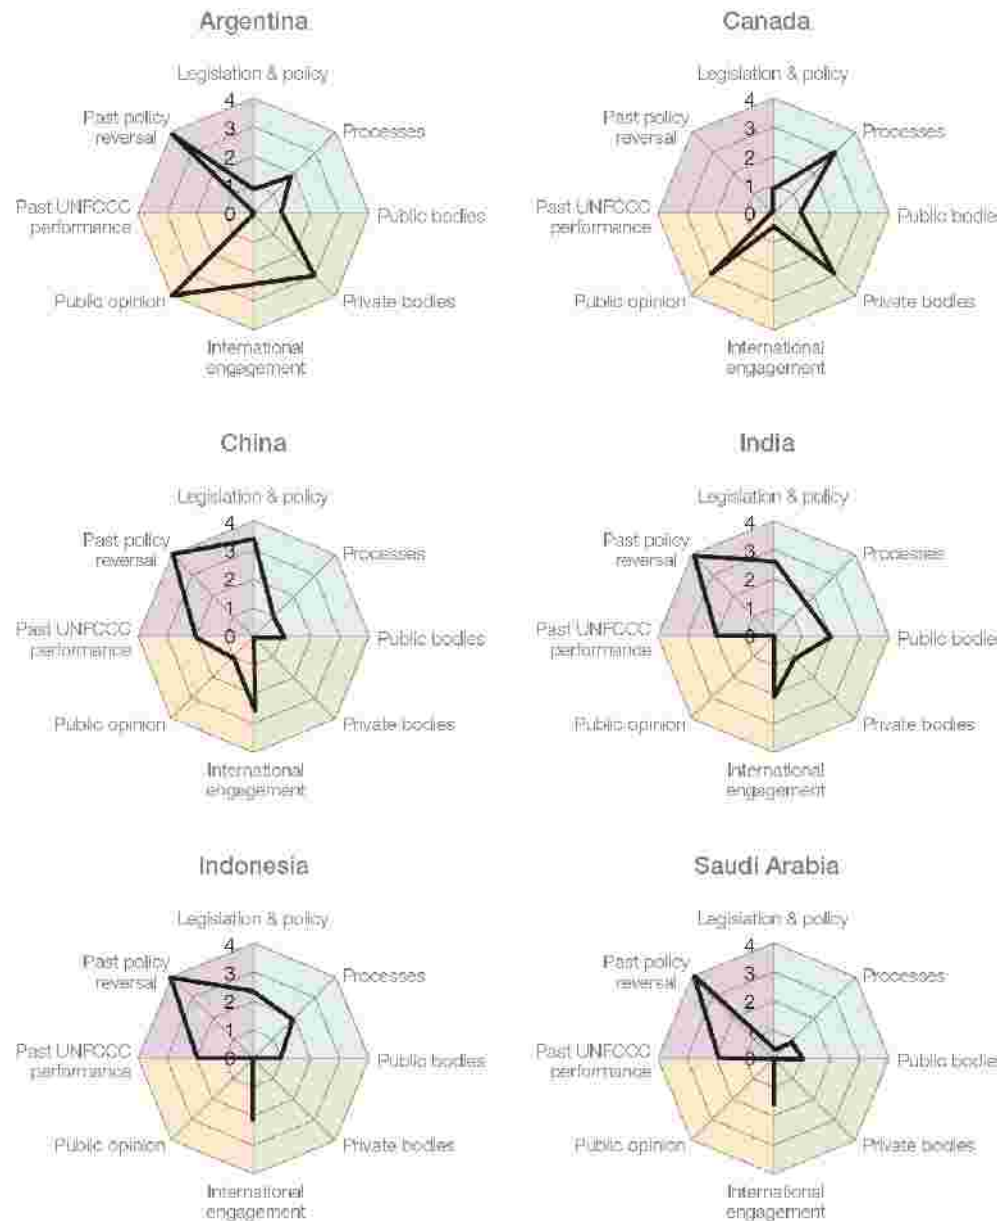 Argentina
Legislation & policy
Past policy
reversal
Processes
Past UNFCCC
performance
Public bodies
Public opinion
Private bodies
International
engagement
4
3
2
1
0
Canada
Legislation & policy
Past policy
reversal
Processes
Past UNFCCC
performance
Public bodies
Public opinion
Private bodies
International
engagement
4
3
2
1
0
China
Legislation & policy
Past policy
reversal
Processes
Past UNFCCC
performance
Public bodies
Public opinion
Private bodies
International
engagement
4
3
2
1
0
India
Legislation & policy
Past policy
reversal
Processes
Past UNFCCC
performance
Public bodies
Public opinion
Private bodies
International
engagement
4
3
2
1
0
Indonesia
Legislation & policy
Past policy
reversal
Processes
Past UNFCCC
performance
Public bodies
Public opinion
Private bodies
International
engagement
4
3
2
1
0
Saudi Arabia
Legislation & policy
Past policy
reversal
Processes
Past UNFCCC
performance
Public bodies
Public opinion
Private bodies
International
engagement
4
3
2
1
0